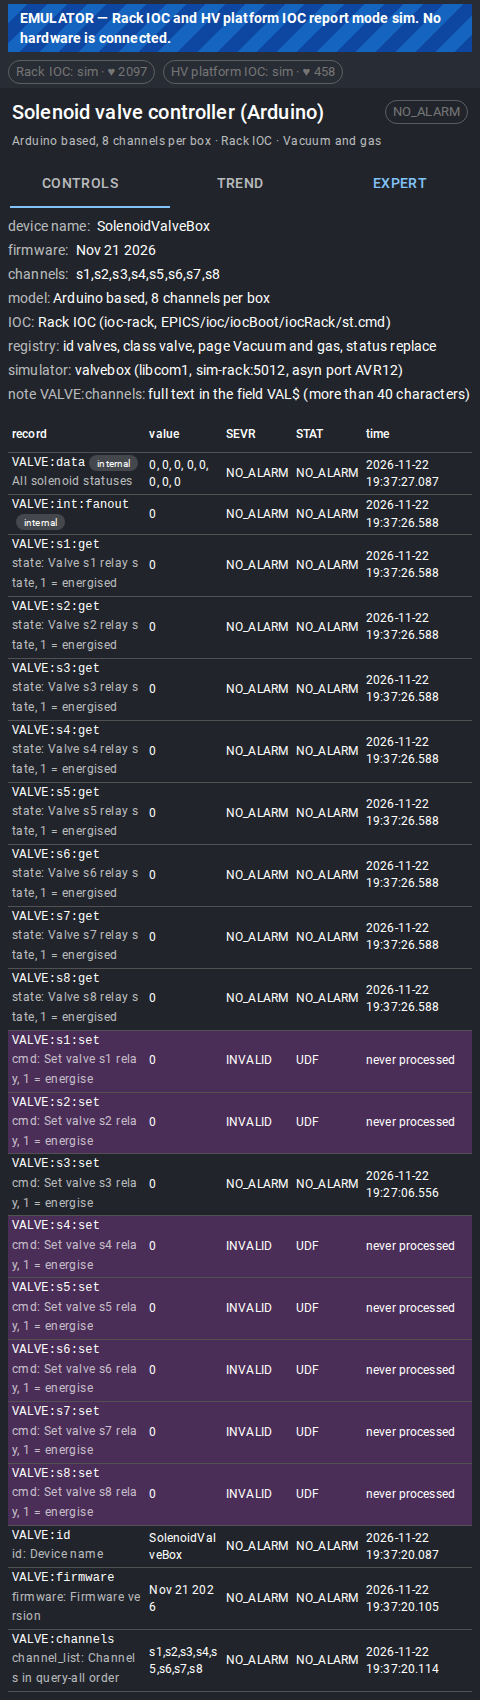 EMULATOR — Rack IOC and HV platform IOC report mode sim. No
hardware is connected.
Rack IOC: sim · ♥ 2097
HV platform IOC: sim · ♥ 458
Solenoid valve controller (Arduino)
NO_ALARM
Arduino based, 8 channels per box · Rack IOC · Vacuum and gas
CONTROLS
TREND
EXPERT
device name: SolenoidValveBox
firmware: Nov 21 2026
channels: s1,s2,s3,s4,s5,s6,s7,s8
model: Arduino based, 8 channels per box
IOC: Rack IOC (ioc-rack, EPICS/ioc/iocBoot/iocRack/st.cmd)
registry: id valves, class valve, page Vacuum and gas, status replace
simulator: valvebox (libcom1, sim-rack:5012, asyn port AVR12)
note VALVE:channels: full text in the field VAL$ (more than 40 characters)
record value SEVR STAT time
VALVE:data internal
All solenoid statuses
0, 0, 0, 0, 0,
0, 0, 0
NO_ALARM NO_ALARM
2026-11-22
19:37:27.087
VALVE:int:fanout
internal
0
NO_ALARM NO_ALARM
2026-11-22
19:37:26.588
VALVE:s1:get
state: Valve s1 relay s
tate, 1 = energised
0
NO_ALARM NO_ALARM
2026-11-22
19:37:26.588
VALVE:s2:get
state: Valve s2 relay s
tate, 1 = energised
0
NO_ALARM NO_ALARM
2026-11-22
19:37:26.588
VALVE:s3:get
state: Valve s3 relay s
tate, 1 = energised
0
NO_ALARM NO_ALARM
2026-11-22
19:37:26.588
VALVE:s4:get
state: Valve s4 relay s
tate, 1 = energised
0
NO_ALARM NO_ALARM
2026-11-22
19:37:26.588
VALVE:s5:get
state: Valve s5 relay s
tate, 1 = energised
0
NO_ALARM NO_ALARM
2026-11-22
19:37:26.588
VALVE:s6:get
state: Valve s6 relay s
tate, 1 = energised
0
NO_ALARM NO_ALARM
2026-11-22
19:37:26.588
VALVE:s7:get
state: Valve s7 relay s
tate, 1 = energised
0
NO_ALARM NO_ALARM
2026-11-22
19:37:26.588
VALVE:s8:get
state: Valve s8 relay s
tate, 1 = energised
0
NO_ALARM NO_ALARM
2026-11-22
19:37:26.588
VALVE:s1:set
cmd: Set valve s1 rela
y, 1 = energise
0
INVALID UDF never processed
VALVE:s2:set
cmd: Set valve s2 rela
y, 1 = energise
0
INVALID UDF never processed
VALVE:s3:set
cmd: Set valve s3 rela
y, 1 = energise
0
NO_ALARM NO_ALARM
2026-11-22
19:27:06.556
VALVE:s4:set
cmd: Set valve s4 rela
y, 1 = energise
0
INVALID UDF never processed
VALVE:s5:set
cmd: Set valve s5 rela
y, 1 = energise
0
INVALID UDF never processed
VALVE:s6:set
cmd: Set valve s6 rela
y, 1 = energise
0
INVALID UDF never processed
VALVE:s7:set
cmd: Set valve s7 rela
y, 1 = energise
0
INVALID UDF never processed
VALVE:s8:set
cmd: Set valve s8 rela
y, 1 = energise
0
INVALID UDF never processed
VALVE:id
id: Device name
SolenoidVal
veBox
NO_ALARM NO_ALARM
2026-11-22
19:37:20.087
VALVE:firmware
firmware: Firmware ve
rsion
Nov 21 202
6
NO_ALARM NO_ALARM
2026-11-22
19:37:20.105
VALVE:channels
channel_list: Channel
s in query-all order
s1,s2,s3,s4,s
5,s6,s7,s8
NO_ALARM NO_ALARM
2026-11-22
19:37:20.114